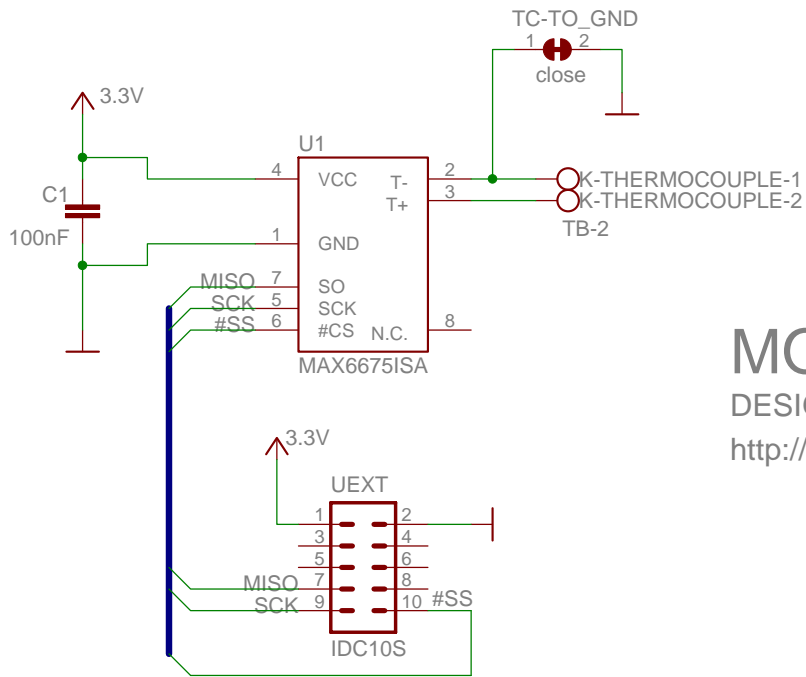 TC-TO_GND
1 2
close
3.3V
U1
4 VCC T- 2 K-THERMOCOUPLE-1
T+ 3 K-THERMOCOUPLE-2
C1
TB-2
100nF
1 GND
MISO 7 SO
SCK 5 SCK
#SS 6 #CS N.C. 8
MAX6675ISA
http://
3.3V
UEXT
1 2
3 4
5 6
MISO 7 8
SCK 9 10 #SS
IDC10S